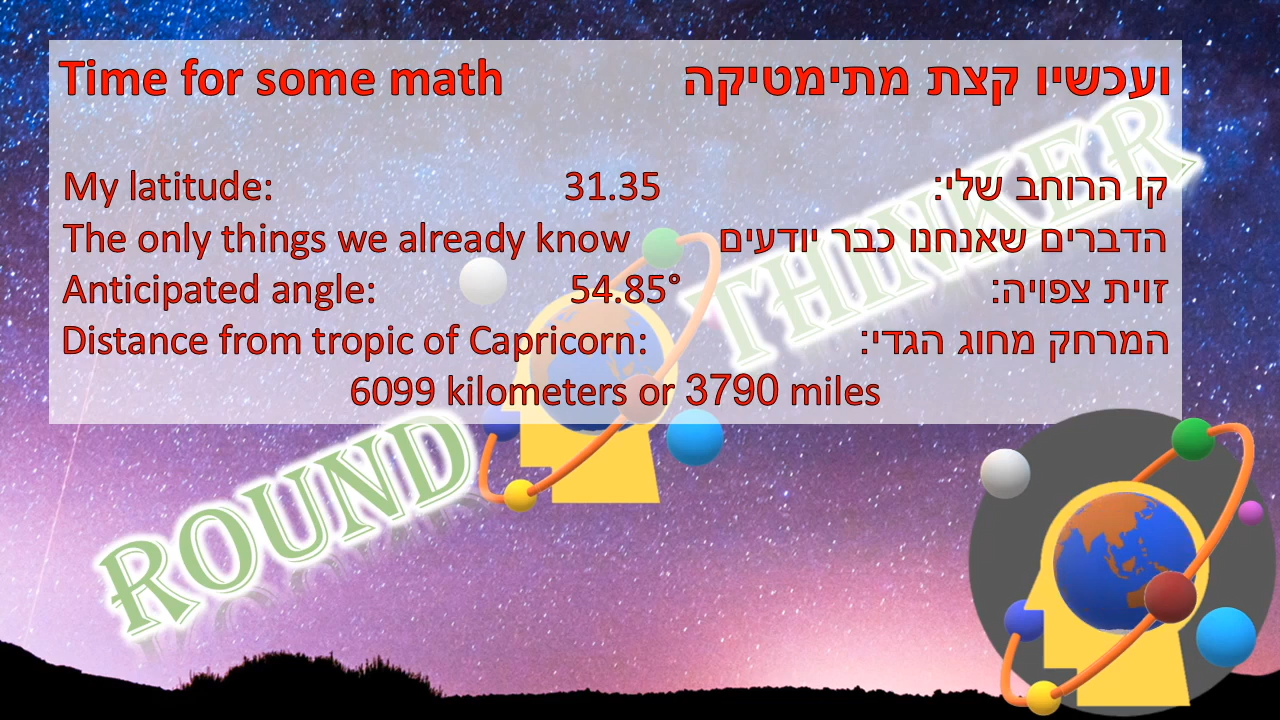 Time for some math ועכשיו קצת מתימטיקה
My latitude: 31.35 קו הרוחב שלי:
The only things we already know הדברים שאנחנו כבר יודעים
Anticipated angle: 54.85° זוית צפויה:
Distance from tropic of Capricorn: המרחק מחוג הגדי:
6099 kilometers or 3790 miles
ROUND THINKER